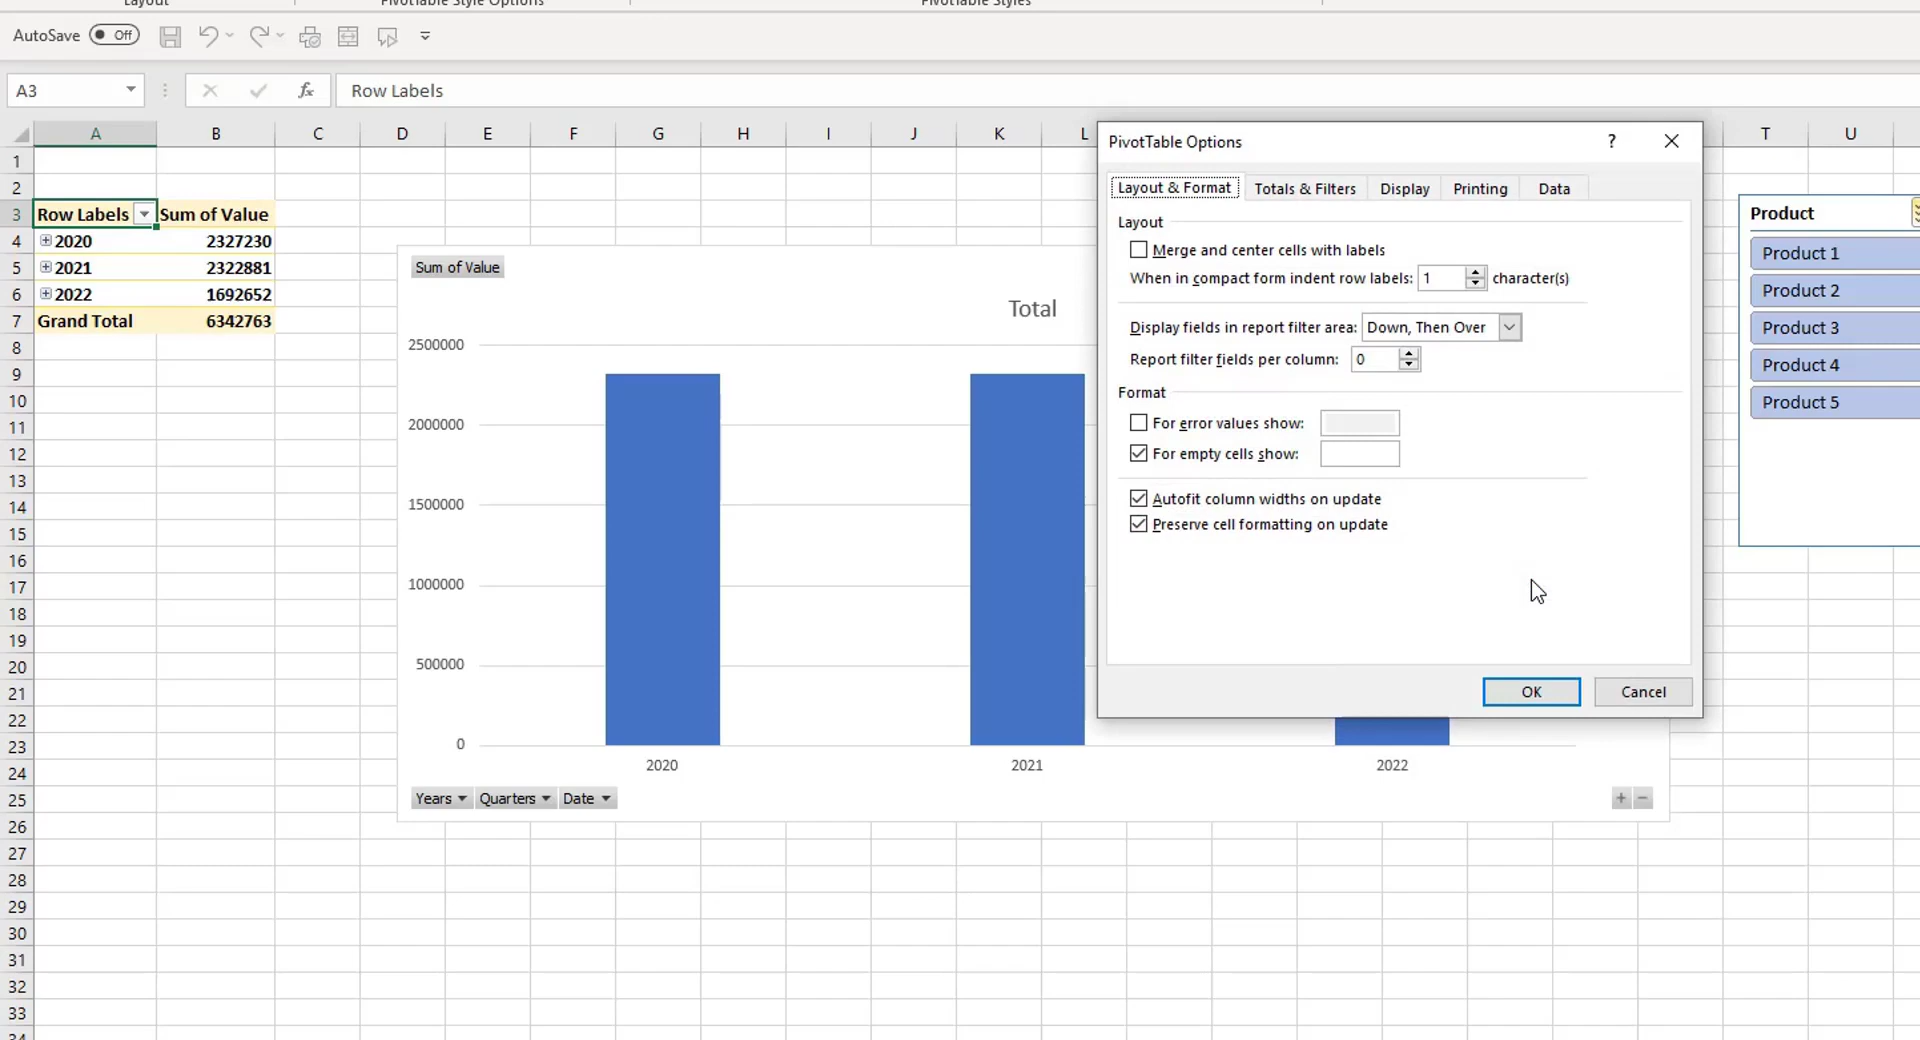 Layout
PivotTable Style Options
PivotTable Styles
AutoSave Off
A3
fx
Row Labels
A B C D E F G H I J K L T U
1
2
3 Row Labels Sum of Value
4 2020 2327230
5 2021 2322881
6 2022 1692652
7 Grand Total 6342763
8
9
10
11
12
13
14
15
16
17
18
19
20
21
22
23
24
25
26
27
28
29
30
31
32
33
34
Sum of Value
Total
2500000
2000000
1500000
1000000
500000
0
2020 2021 2022
Years Quarters Date
+ −
PivotTable Options ?
Layout & Format Totals & Filters Display Printing Data
Layout
Merge and center cells with labels
When in compact form indent row labels: 1 character(s)
Display fields in report filter area: Down, Then Over
Report filter fields per column: 0
Format
For error values show:
For empty cells show:
Autofit column widths on update
Preserve cell formatting on update
OK Cancel
Product
Product 1
Product 2
Product 3
Product 4
Product 5